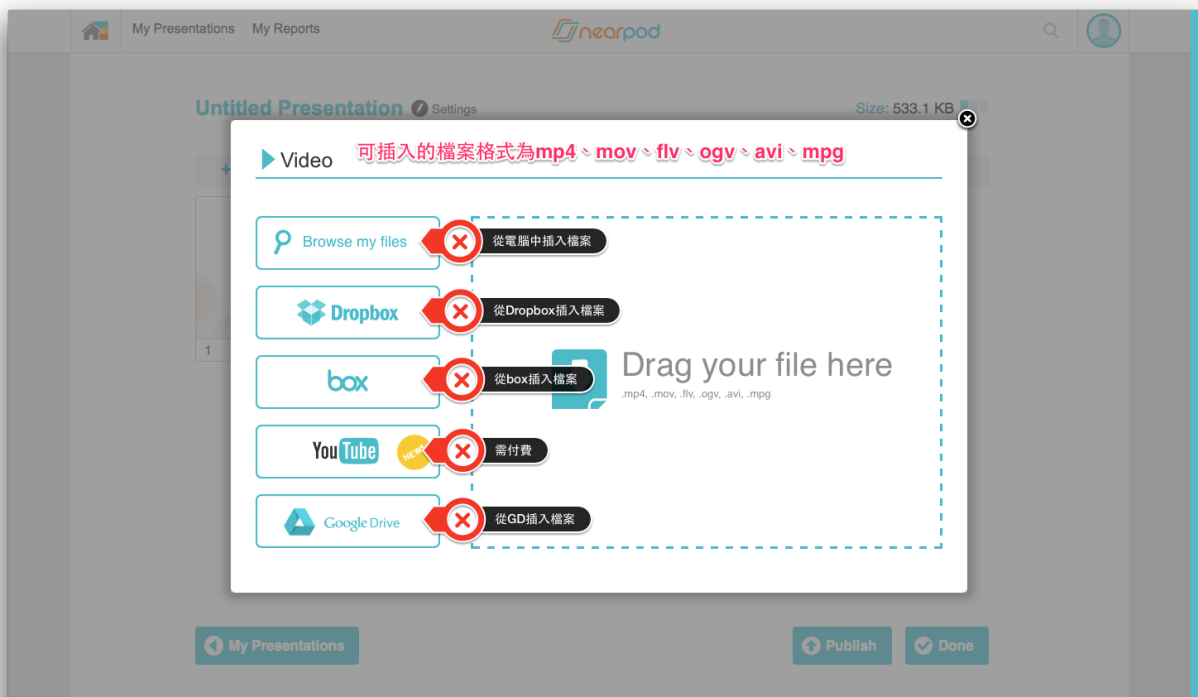 My Presentations My Reports
nearpod
Untitled Presentation Settings
Size: 533.1 KB
Video 可插入的檔案格式為mp4、mov、flv、ogv、avi、mpg
Browse my files 從電腦中插入檔案
Dropbox 從Dropbox插入檔案
box 從box插入檔案
Drag your file here
.mp4, .mov, .flv, .ogv, .avi, .mpg
YouTube NEW! 需付費
Google Drive 從GD插入檔案
1
My Presentations
Publish
Done